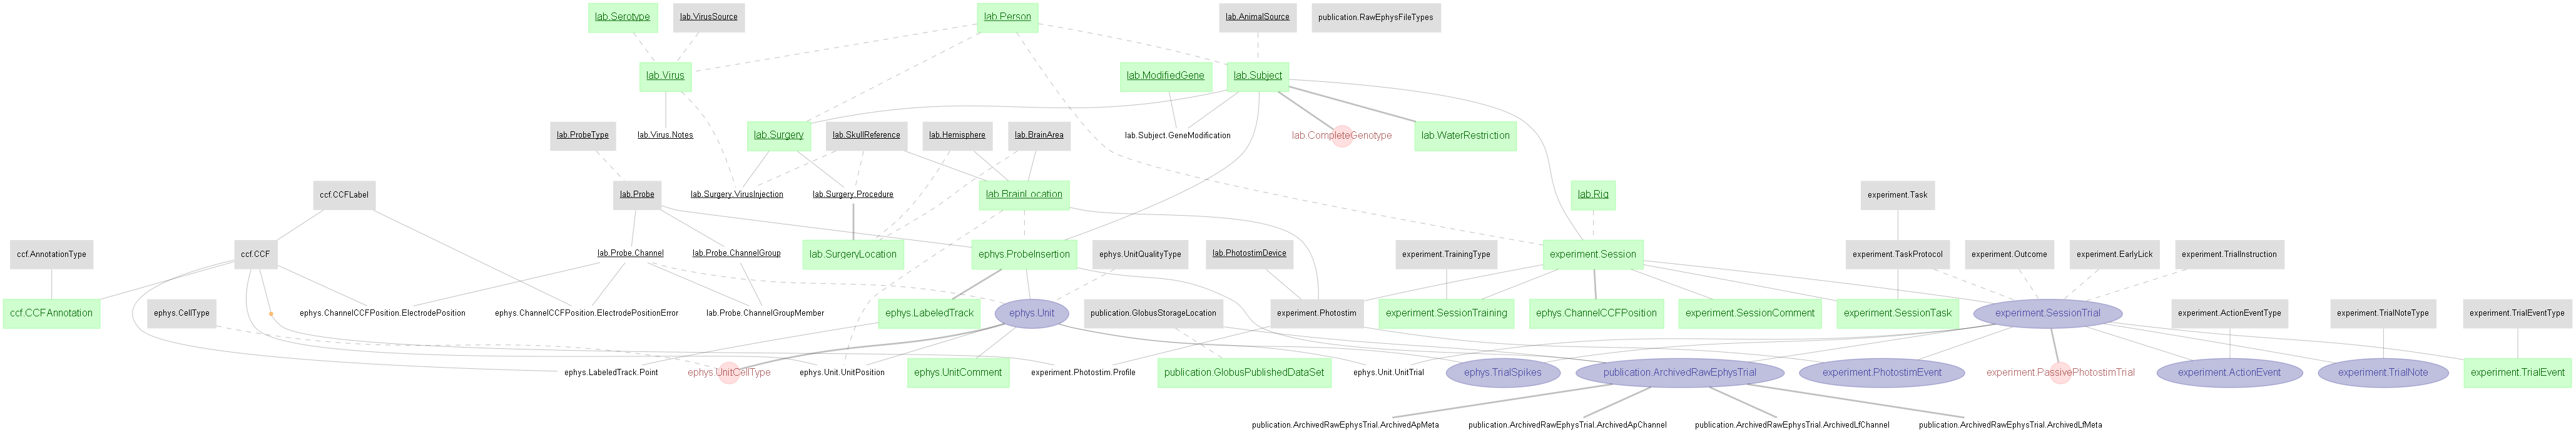 lab.Serotype
lab.VirusSource
lab.Person
lab.AnimalSource
publication.RawEphysFileTypes
lab.Virus
lab.ModifiedGene
lab.Subject
lab.ProbeType
lab.Virus.Notes
lab.Surgery
lab.SkullReference
lab.Hemisphere
lab.BrainArea
lab.Subject.GeneModification
lab.CompleteGenotype
lab.WaterRestriction
ccf.CCFLabel
lab.Probe
lab.Surgery.VirusInjection
lab.Surgery.Procedure
lab.BrainLocation
lab.Rig
experiment.Task
ccf.AnnotationType
ccf.CCF
lab.Probe.Channel
lab.Probe.ChannelGroup
lab.SurgeryLocation
ephys.ProbeInsertion
ephys.UnitQualityType
lab.PhotostimDevice
experiment.TrainingType
experiment.Session
experiment.TaskProtocol
experiment.Outcome
experiment.EarlyLick
experiment.TrialInstruction
ccf.CCFAnnotation
ephys.CellType
ephys.ChannelCCFPosition.ElectrodePosition
ephys.ChannelCCFPosition.ElectrodePositionError
lab.Probe.ChannelGroupMember
ephys.LabeledTrack
ephys.Unit
publication.GlobusStorageLocation
experiment.Photostim
experiment.SessionTraining
ephys.ChannelCCFPosition
experiment.SessionComment
experiment.SessionTask
experiment.SessionTrial
experiment.ActionEventType
experiment.TrialNoteType
experiment.TrialEventType
ephys.LabeledTrack.Point
ephys.UnitCellType
ephys.Unit.UnitPosition
ephys.UnitComment
experiment.Photostim.Profile
publication.GlobusPublishedDataSet
ephys.Unit.UnitTrial
ephys.TrialSpikes
publication.ArchivedRawEphysTrial
experiment.PhotostimEvent
experiment.PassivePhotostimTrial
experiment.ActionEvent
experiment.TrialNote
experiment.TrialEvent
publication.ArchivedRawEphysTrial.ArchivedApMeta
publication.ArchivedRawEphysTrial.ArchivedApChannel
publication.ArchivedRawEphysTrial.ArchivedLfChannel
publication.ArchivedRawEphysTrial.ArchivedLfMeta